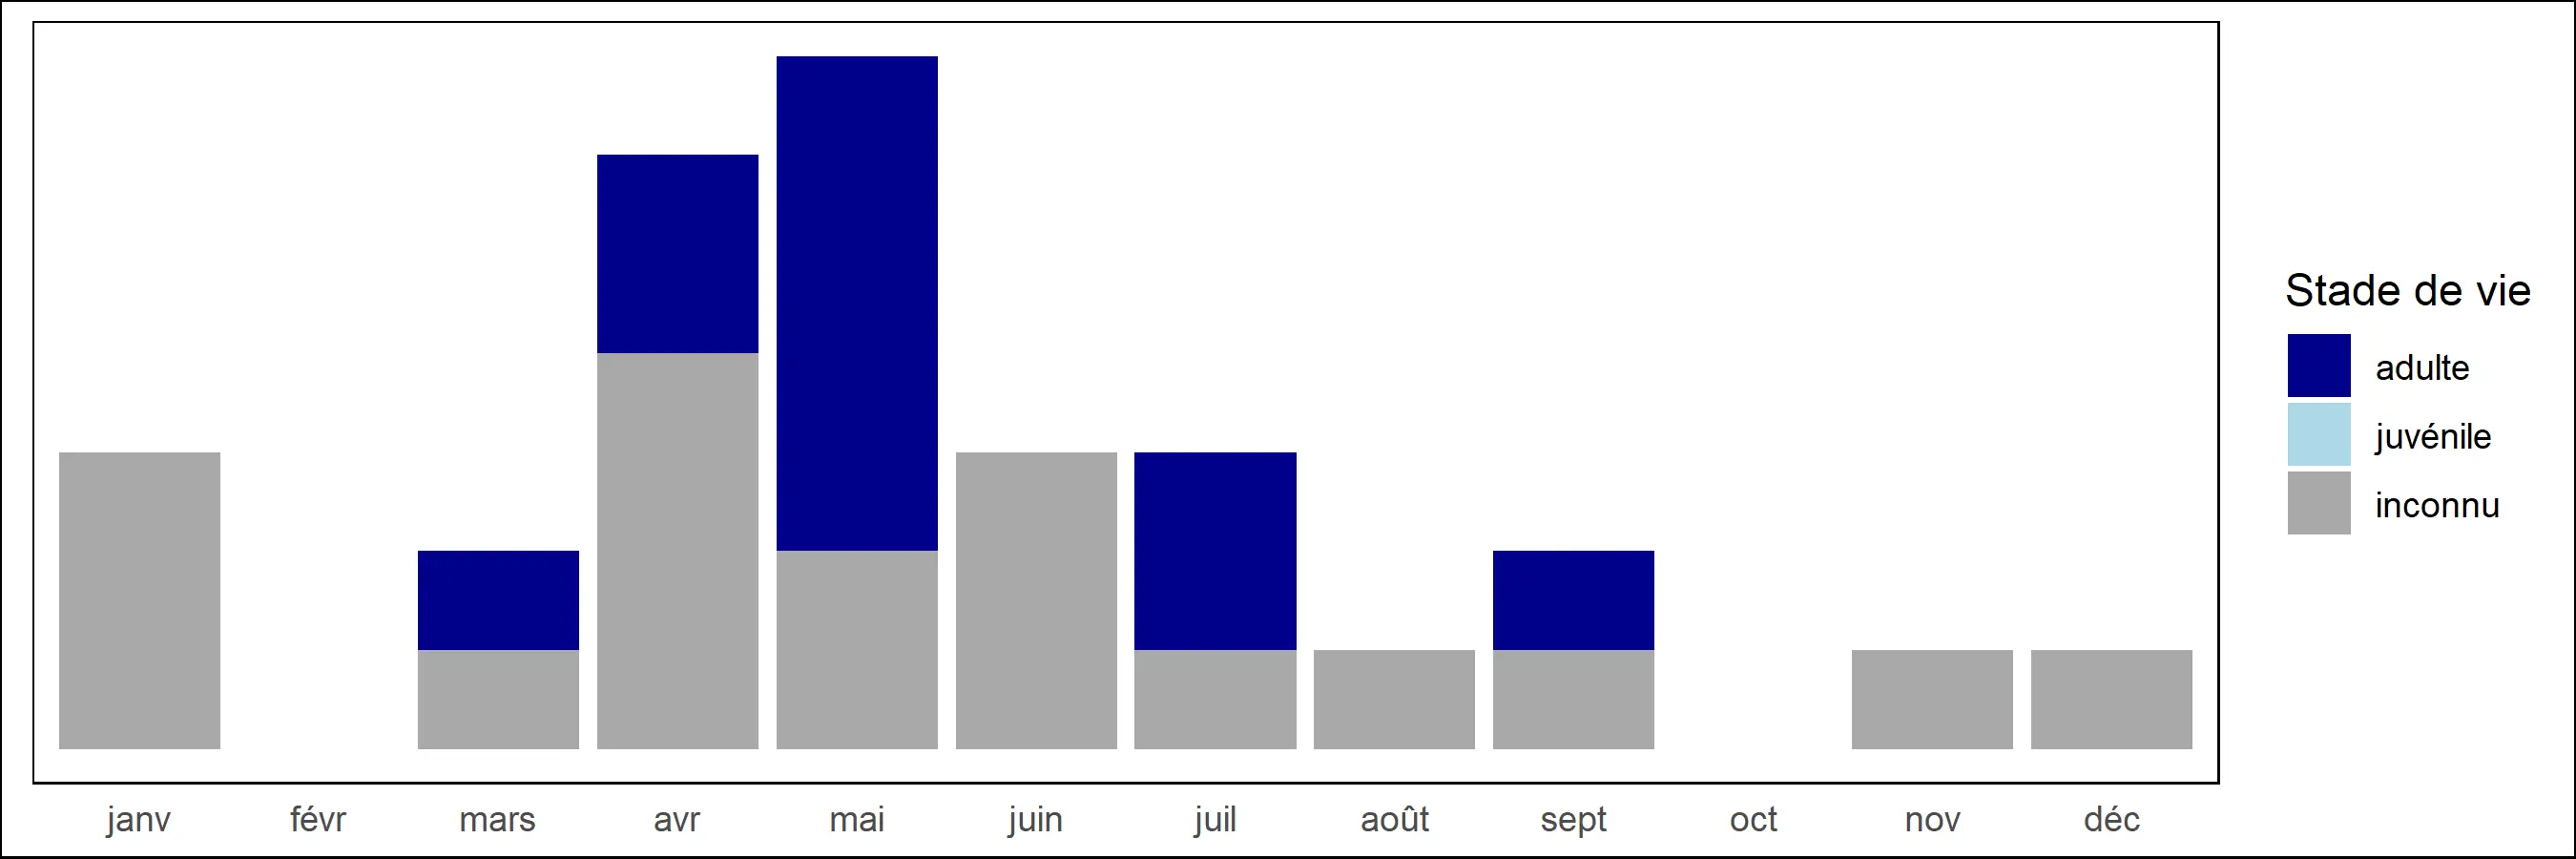 Stade de vie
adulte
juvénile
inconnu
janv févr mars avr mai juin juil août sept oct nov déc